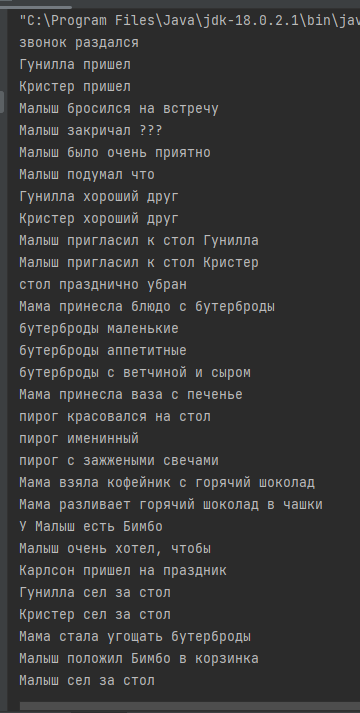 "C:\Program Files\Java\jdk-18.0.2.1\bin\jav
звонок раздался
Гунилла пришел
Кристер пришел
Малыш бросился на встречу
Малыш закричал ???
Малыш было очень приятно
Малыш подумал что
Гунилла хороший друг
Кристер хороший друг
Малыш пригласил к стол Гунилла
Малыш пригласил к стол Кристер
стол празднично убран
Мама принесла блюдо с бутерброды
бутерброды маленькие
бутерброды аппетитные
бутерброды с ветчиной и сыром
Мама принесла ваза с печенье
пирог красовался на стол
пирог именинный
пирог с зажжеными свечами
Мама взяла кофейник с горячий шоколад
Мама разливает горячий шоколад в чашки
У Малыш есть Бимбо
Малыш очень хотел, чтобы
Карлсон пришел на праздник
Гунилла сел за стол
Кристер сел за стол
Мама стала угощать бутерброды
Малыш положил Бимбо в корзинка
Малыш сел за стол